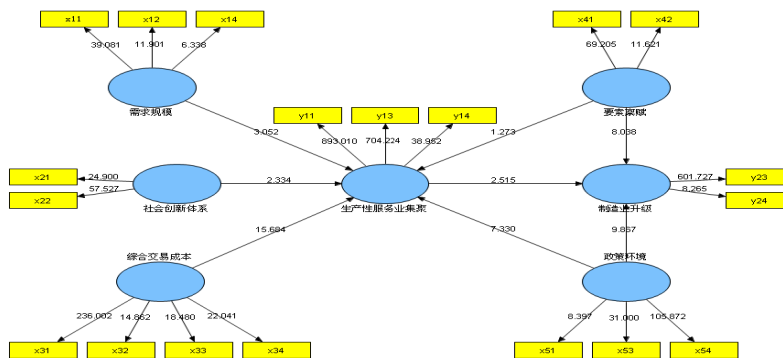 x11
x12
x14
x41
x42
39.081
11.901
6.338
69.205
11.621
需求规模
要素禀赋
y11
y13
y14
893.010
704.224
38.952
3.052
1.273
8.038
x21
x22
24.900
57.527
社会创新体系
2.334
生产性服务业集聚
2.515
制造业升级
601.727
8.265
y23
y24
综合交易成本
15.684
7.330
9.857
政策环境
236.002
14.862
18.480
22.041
8.397
31.000
105.872
x31
x32
x33
x34
x51
x53
x54